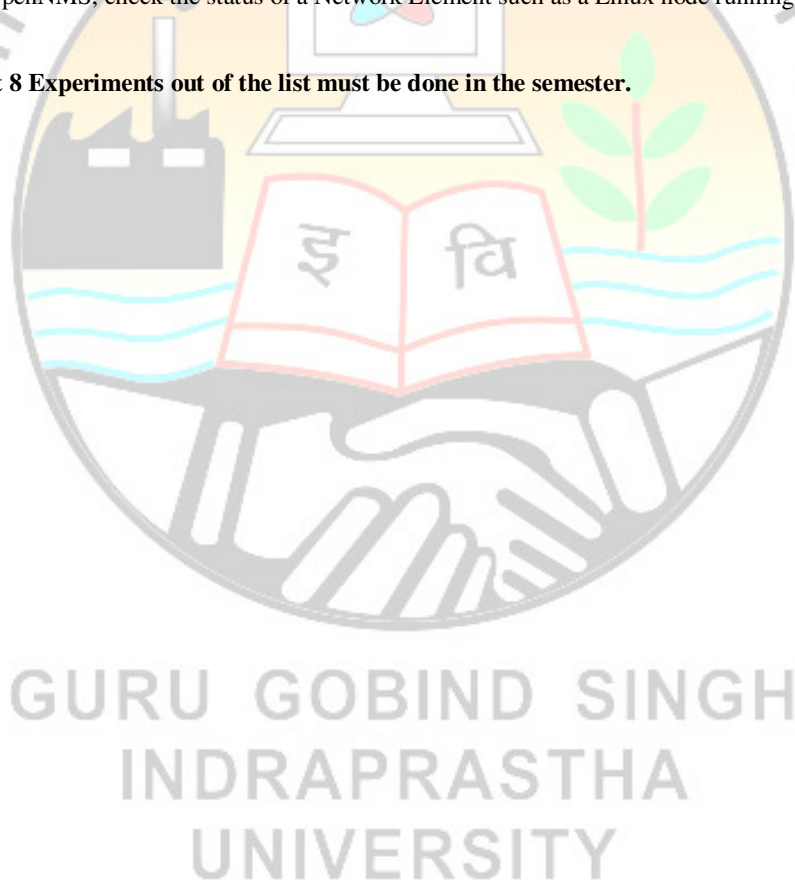 penNMS, check the status of a Network Element such as a Linux node running
8 Experiments out of the list must be done in the semester.
इ वि
GURU GOBIND SINGH
INDRAPRASTHA
UNIVERSITY